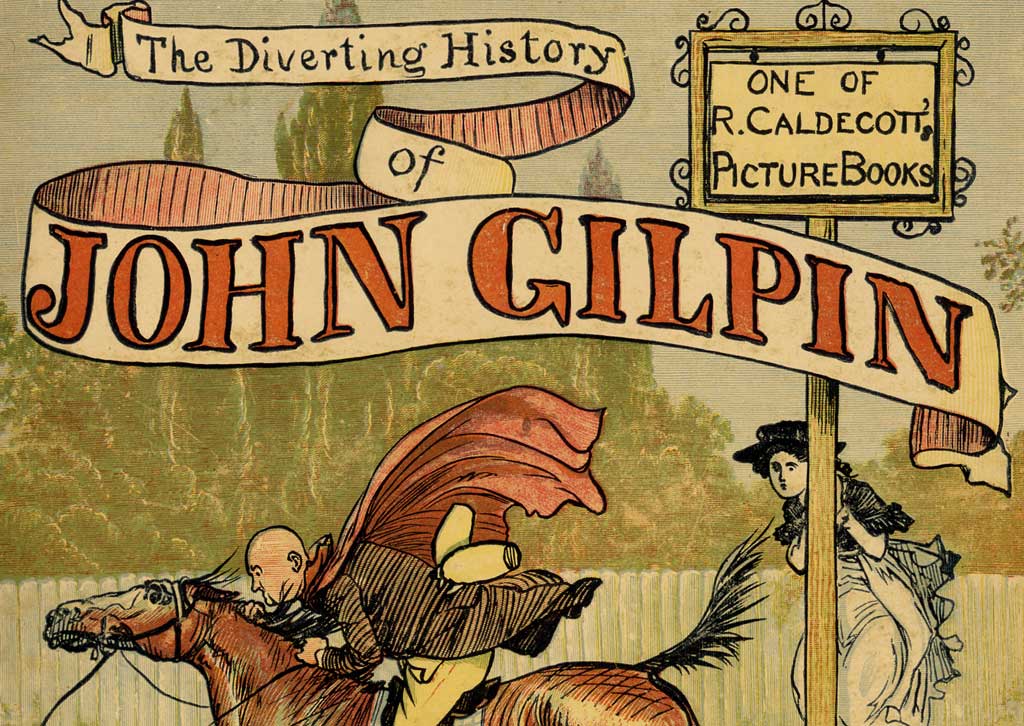 The Diverting History
of
JOHN GILPIN
ONE OF
R. CALDECOTT'S
PICTURE BOOKS